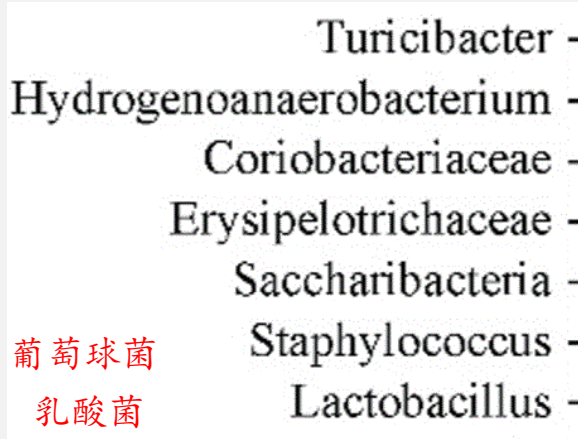 Turicibacter -
Hydrogenoanaerobacterium -
Coriobacteriaceae -
Erysipelotrichaceae -
Saccharibacteria -
葡萄球菌 Staphylococcus -
乳酸菌 Lactobacillus -